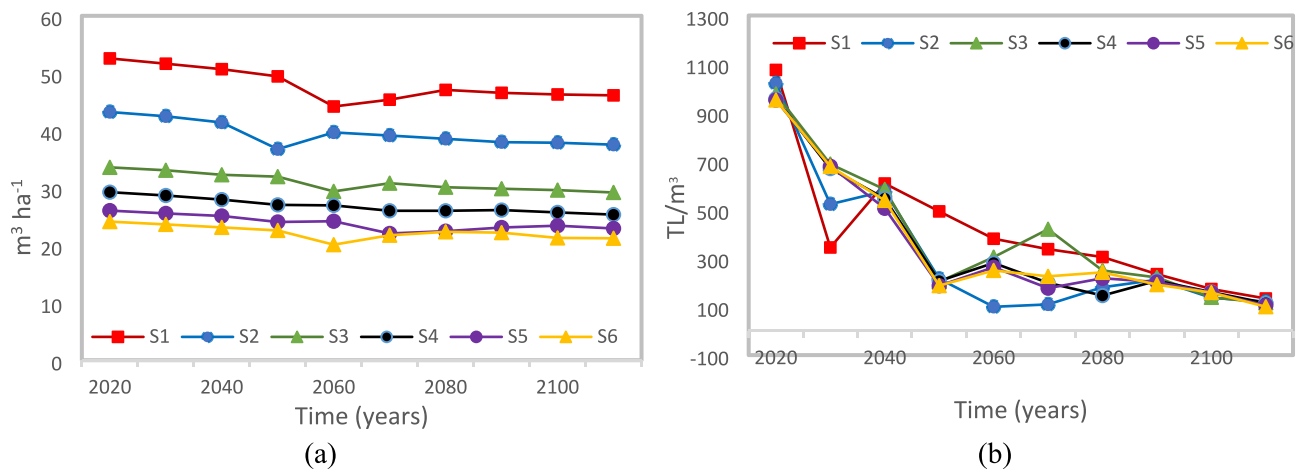 60
50
40
30
20
10
0
m³ ha⁻¹
S1 S2 S3 S4 S5 S6
2020 2040 2060 2080 2100
Time (years)
(a)
1300
1100
900
700
500
300
100
-100
TL/m³
S1 S2 S3 S4 S5 S6
2020 2040 2060 2080 2100
Time (years)
(b)